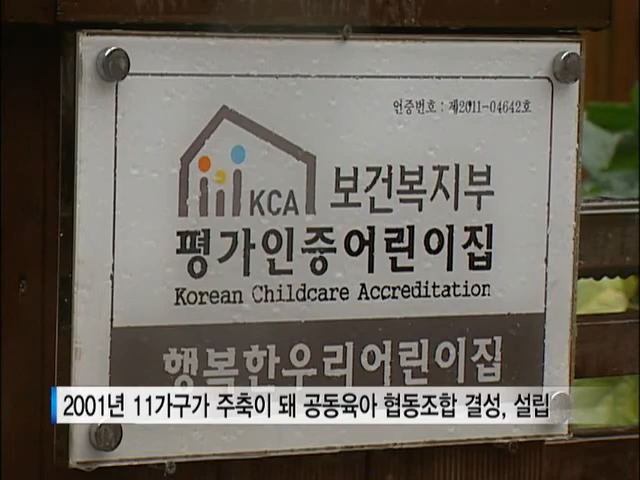 인증번호 : 제2011-04642호
KCA 보건복지부
평가인증어린이집
Korean Childcare Accreditation
행복한우리어린이집
2001년 11가구가 주축이 돼 공동육아 협동조합 결성, 설립